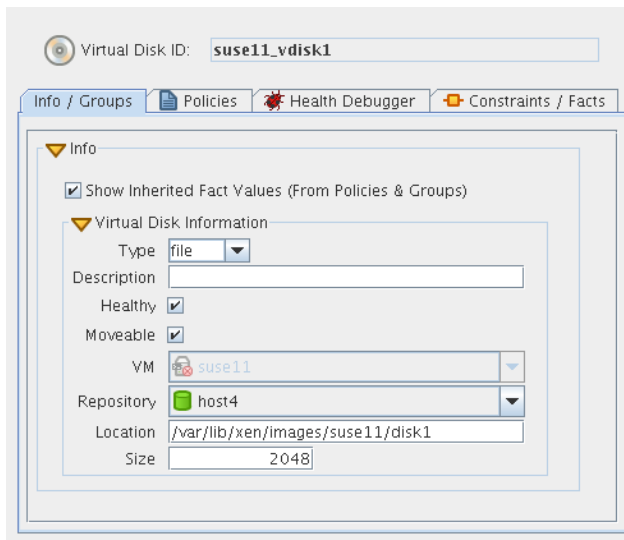 Virtual Disk ID: suse11_vdisk1
Info / Groups Policies Health Debugger Constraints / Facts
Info
Show Inherited Fact Values (From Policies & Groups)
Virtual Disk Information
Type file
Description
Healthy
Moveable
VM suse11
Repository host4
Location /var/lib/xen/images/suse11/disk1
Size 2048